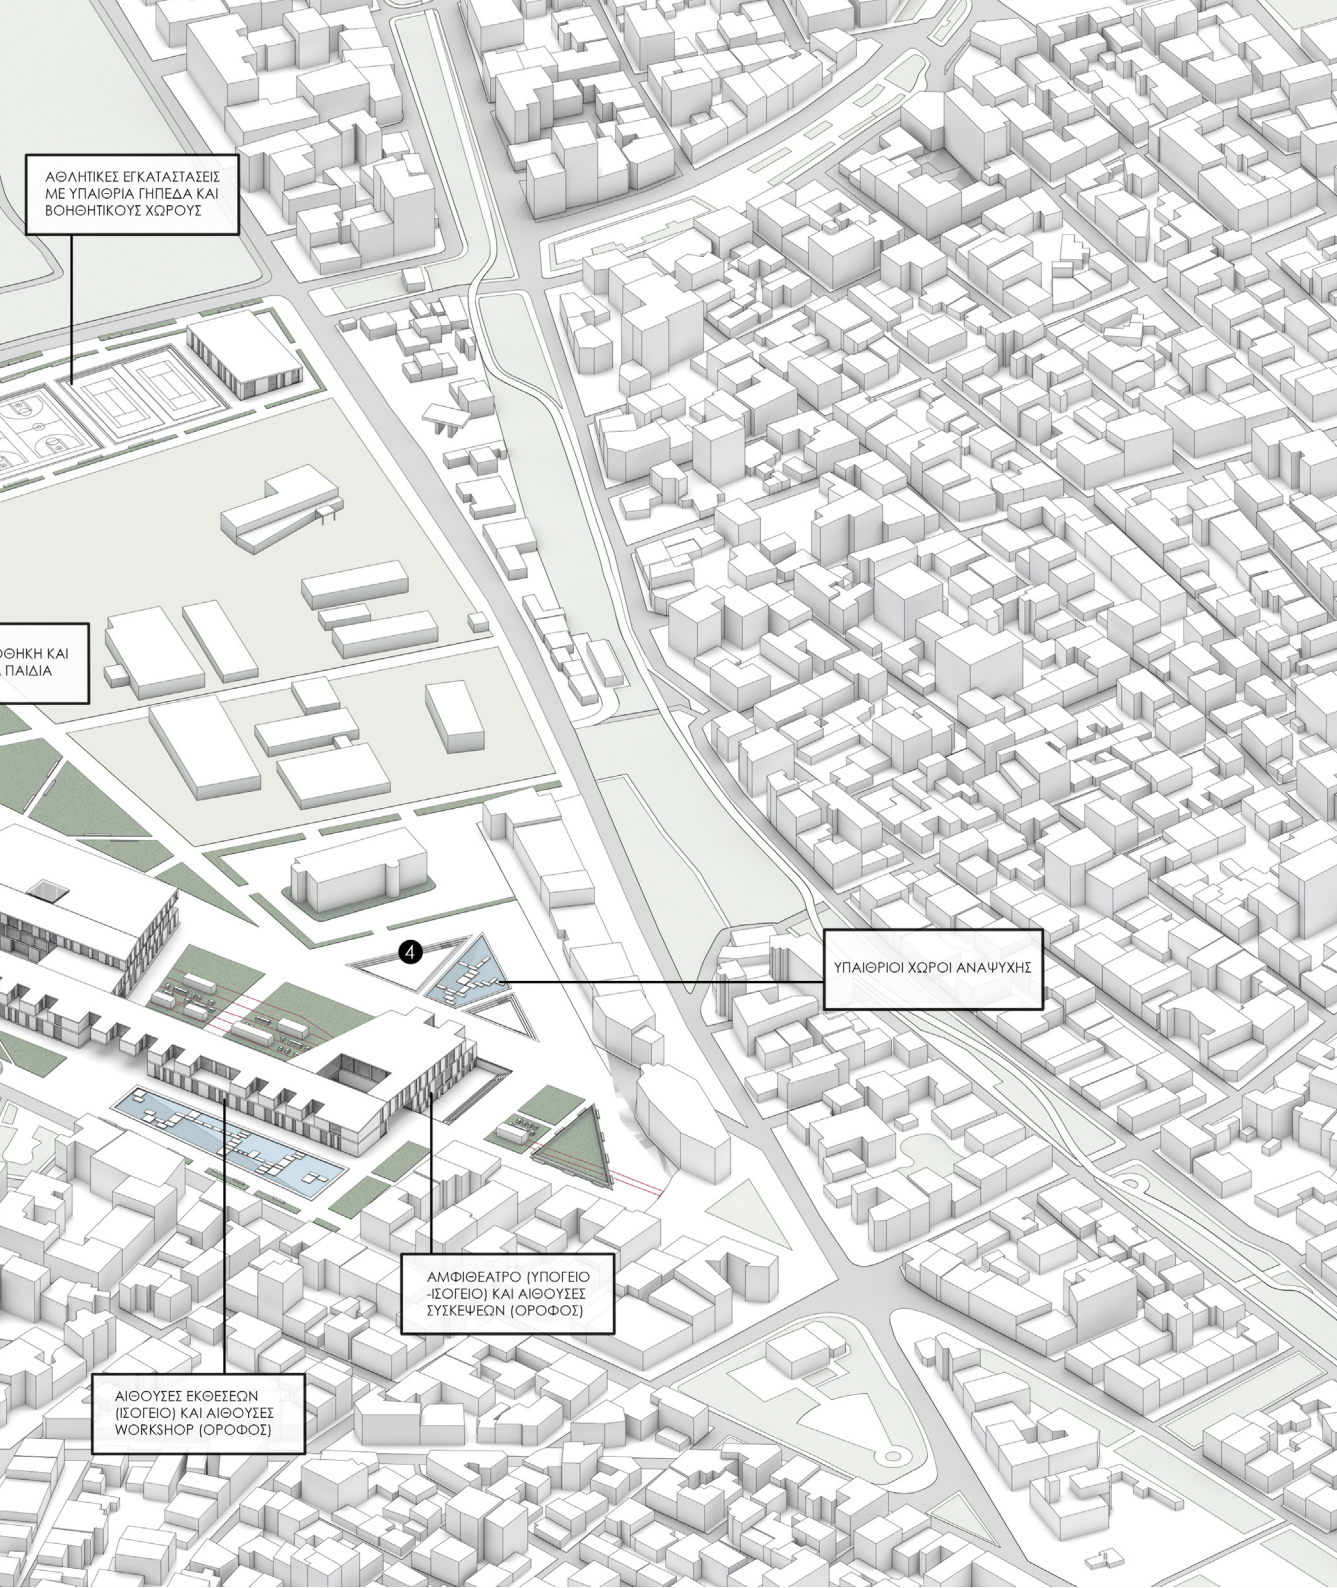 ΑΘΛΗΤΙΚΕΣ ΕΓΚΑΤΑΣΤΑΣΕΙΣ
ΜΕ ΥΠΑΙΘΡΙΑ ΓΗΠΕΔΑ ΚΑΙ
ΒΟΗΘΗΤΙΚΟΥΣ ΧΩΡΟΥΣ
ΟΘΗΚΗ ΚΑΙ
ΠΑΙΔΙΑ
4
ΥΠΑΙΘΡΙΟΙ ΧΩΡΟΙ ΑΝΑΨΥΧΗΣ
ΑΜΦΙΘΕΑΤΡΟ (ΥΠΟΓΕΙΟ
-ΙΣΟΓΕΙΟ) ΚΑΙ ΑΙΘΟΥΣΕΣ
ΣΥΣΚΕΨΕΩΝ (ΟΡΟΦΟΣ)
ΑΙΘΟΥΣΕΣ ΕΚΘΕΣΕΩΝ
(ΙΣΟΓΕΙΟ) ΚΑΙ ΑΙΘΟΥΣΕΣ
WORKSHOP (ΟΡΟΦΟΣ)